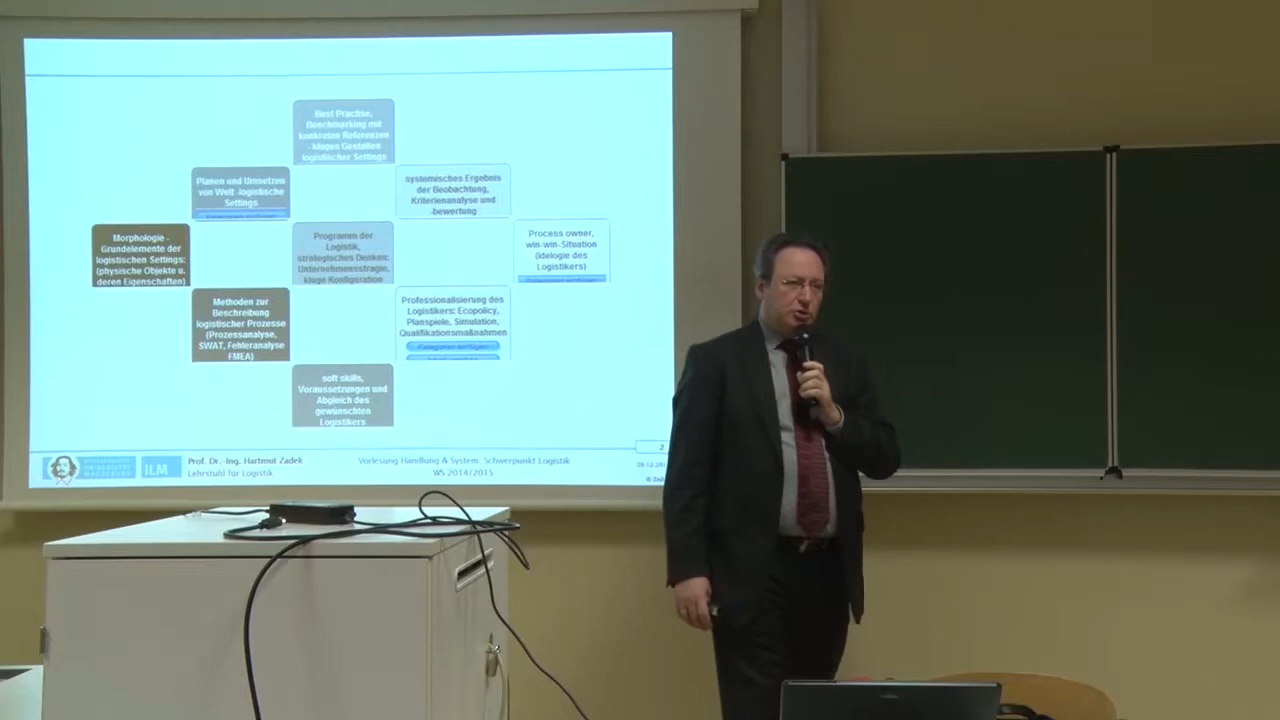 Best Practise,
Benchmarking mit
konkreten Referenzen
- kluges Gestalten
logistischer Settings
Planen und Umsetzen
von Welt -logistische
Settings
systemisches Ergebnis
der Beobachtung,
Kriterienanalyse und
-bewertung
Morphologie -
Grundelemente der
logistischen Settings:
(physische Objekte u.
deren Eigenschaften)
Programm der
Logistik,
strategisches Denken:
Unternehmensstragie,
kluge Konfiguration
Process owner,
win-win-Situation
(Idelogie des
Logistikers)
Methoden zur
Beschreibung
logistischer Prozesse
(Prozessanalyse,
SWAT, Fehleranalyse
FMEA)
Professionalisierung des
Logistikers: Ecopolicy,
Planspiele, Simulation,
Qualifikationsmaßnahmen
Kategorien einfügen
soft skills,
Voraussetzungen und
Abgleich des
gewünschten
Logistikers
2
ILM
Prof. Dr.-Ing. Hartmut Zadek
Lehrstuhl für Logistik
Vorlesung Handlung & System. Schwerpunkt Logistik
WS 2014/2015